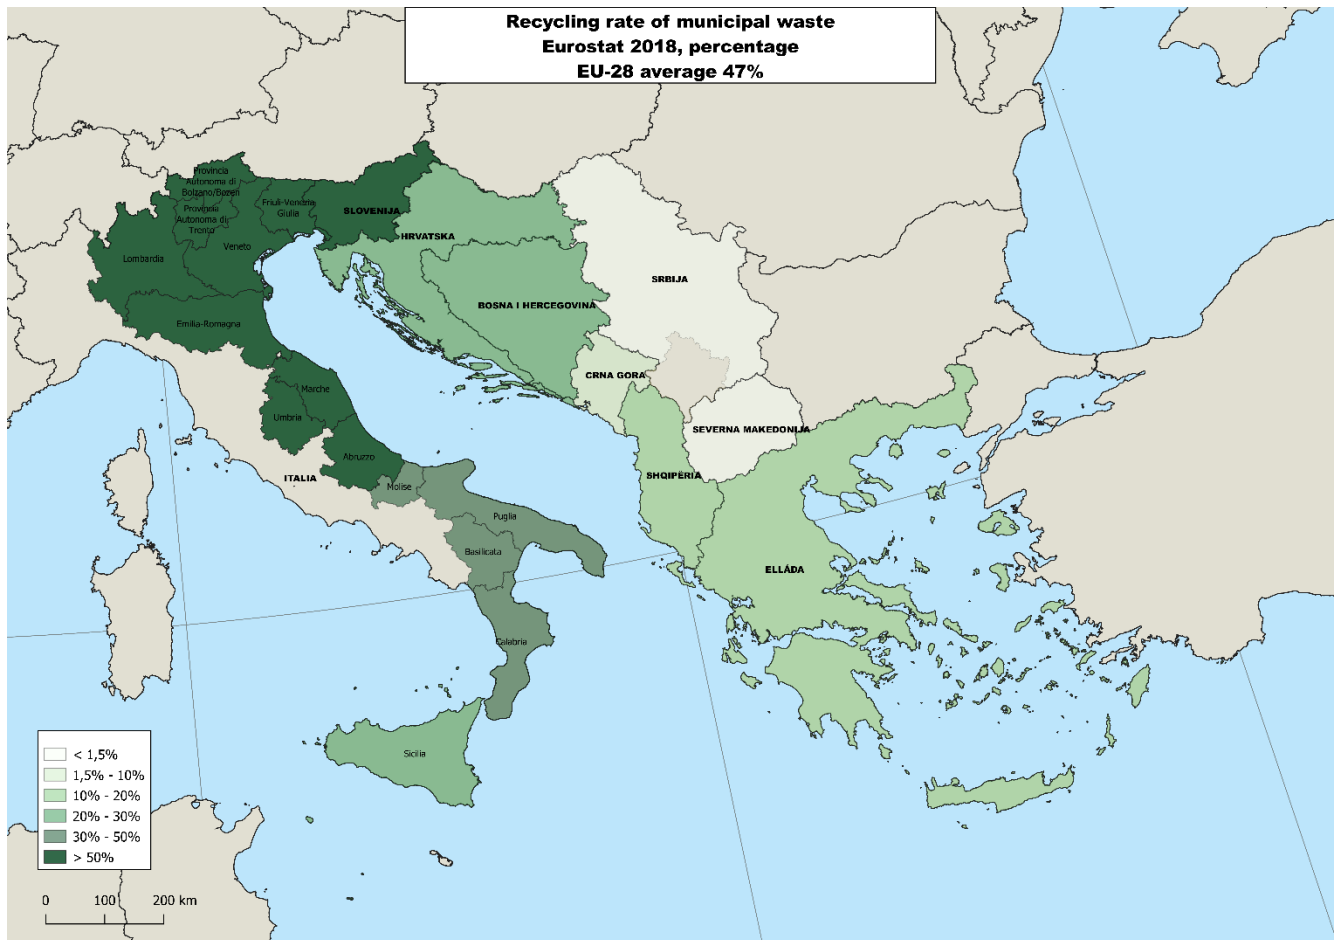 Recycling rate of municipal waste
Eurostat 2018, percentage
EU-28 average 47%
Provincia
Autonoma di
Bolzano/Bozen
Provincia
Autonoma di
Trento
Friuli-Venezia
Giulia
SLOVENIJA
HRVATSKA
Veneto
Lombardia
SRBIJA
BOSNA I HERCEGOVINA
Emilia-Romagna
CRNA GORA
Marche
Umbria
SEVERNA MAKEDONIJA
Abruzzo
ITALIA
SHQIPËRIA
Molise
Puglia
Basilicata
ELLÁDA
Calabria
Sicilia
< 1,5%
1,5% - 10%
10% - 20%
20% - 30%
30% - 50%
> 50%
0 100 200 km